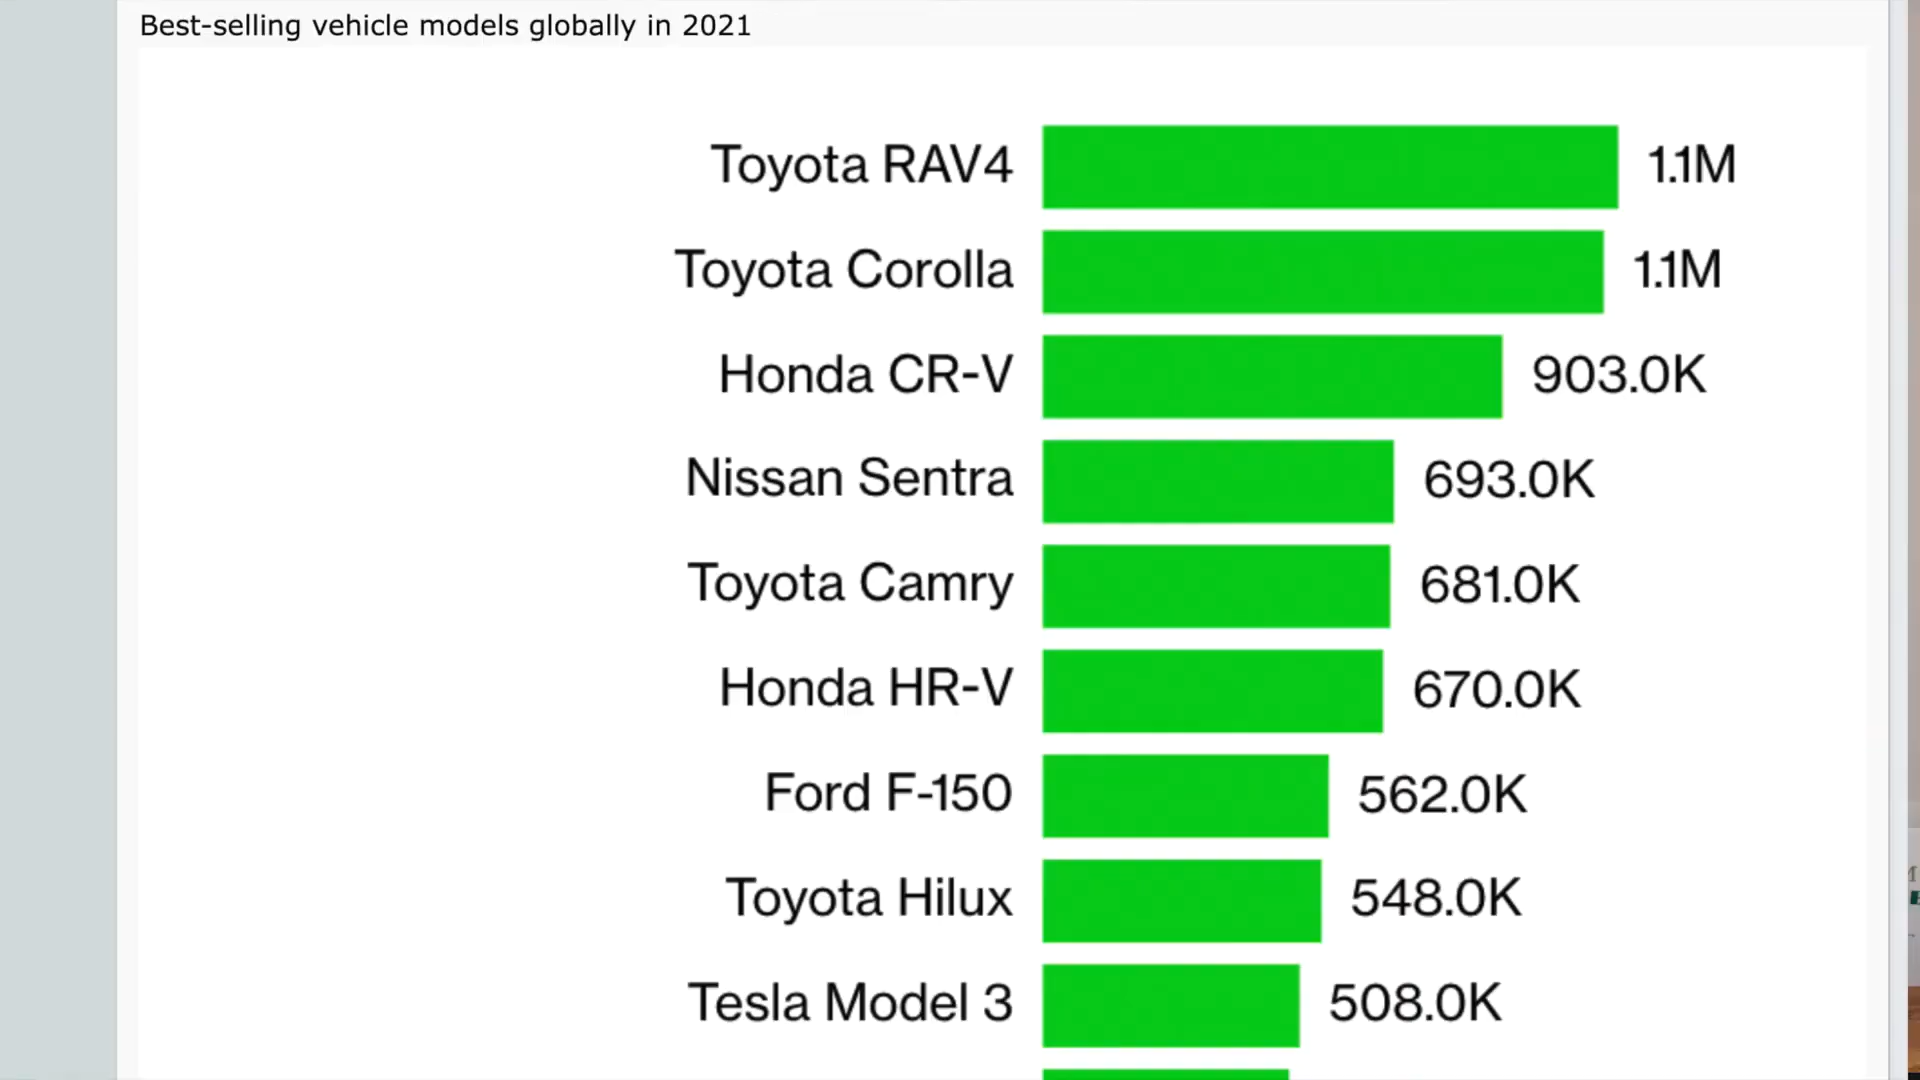 Best-selling vehicle models globally in 2021
Toyota RAV4 1.1M
Toyota Corolla 1.1M
Honda CR-V 903.0K
Nissan Sentra 693.0K
Toyota Camry 681.0K
Honda HR-V 670.0K
Ford F-150 562.0K
Toyota Hilux 548.0K
Tesla Model 3 508.0K